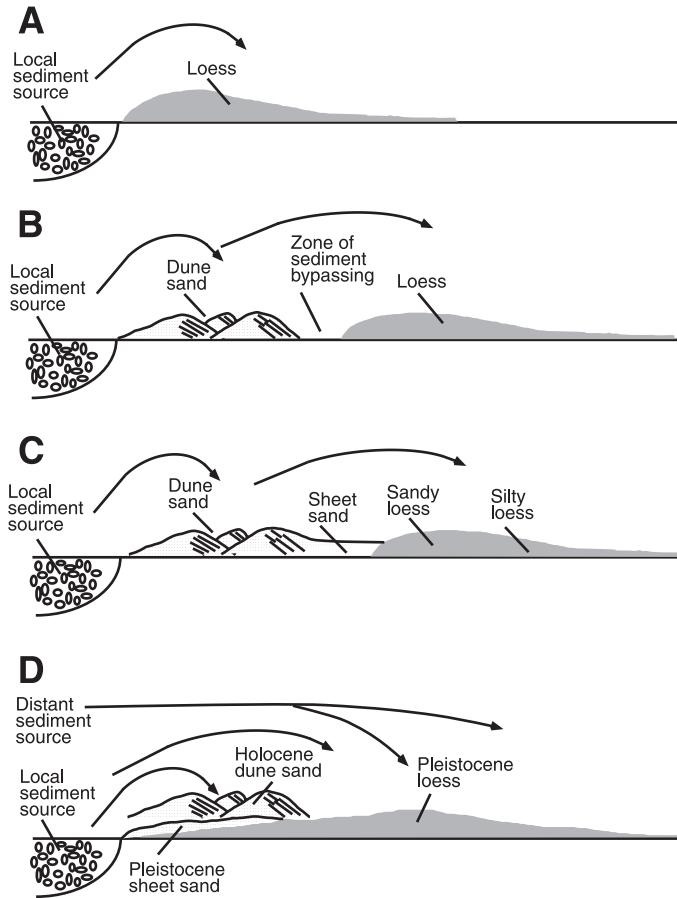 A
Local
sediment
source
Loess
B
Local
sediment
source
Dune
sand
Zone of
sediment
bypassing
Loess
C
Local
sediment
source
Dune
sand
Sheet
sand
Sandy
loess
Silty
loess
D
Distant
sediment
source
Local
sediment
source
Holocene
dune sand
Pleistocene
loess
Pleistocene
sheet sand